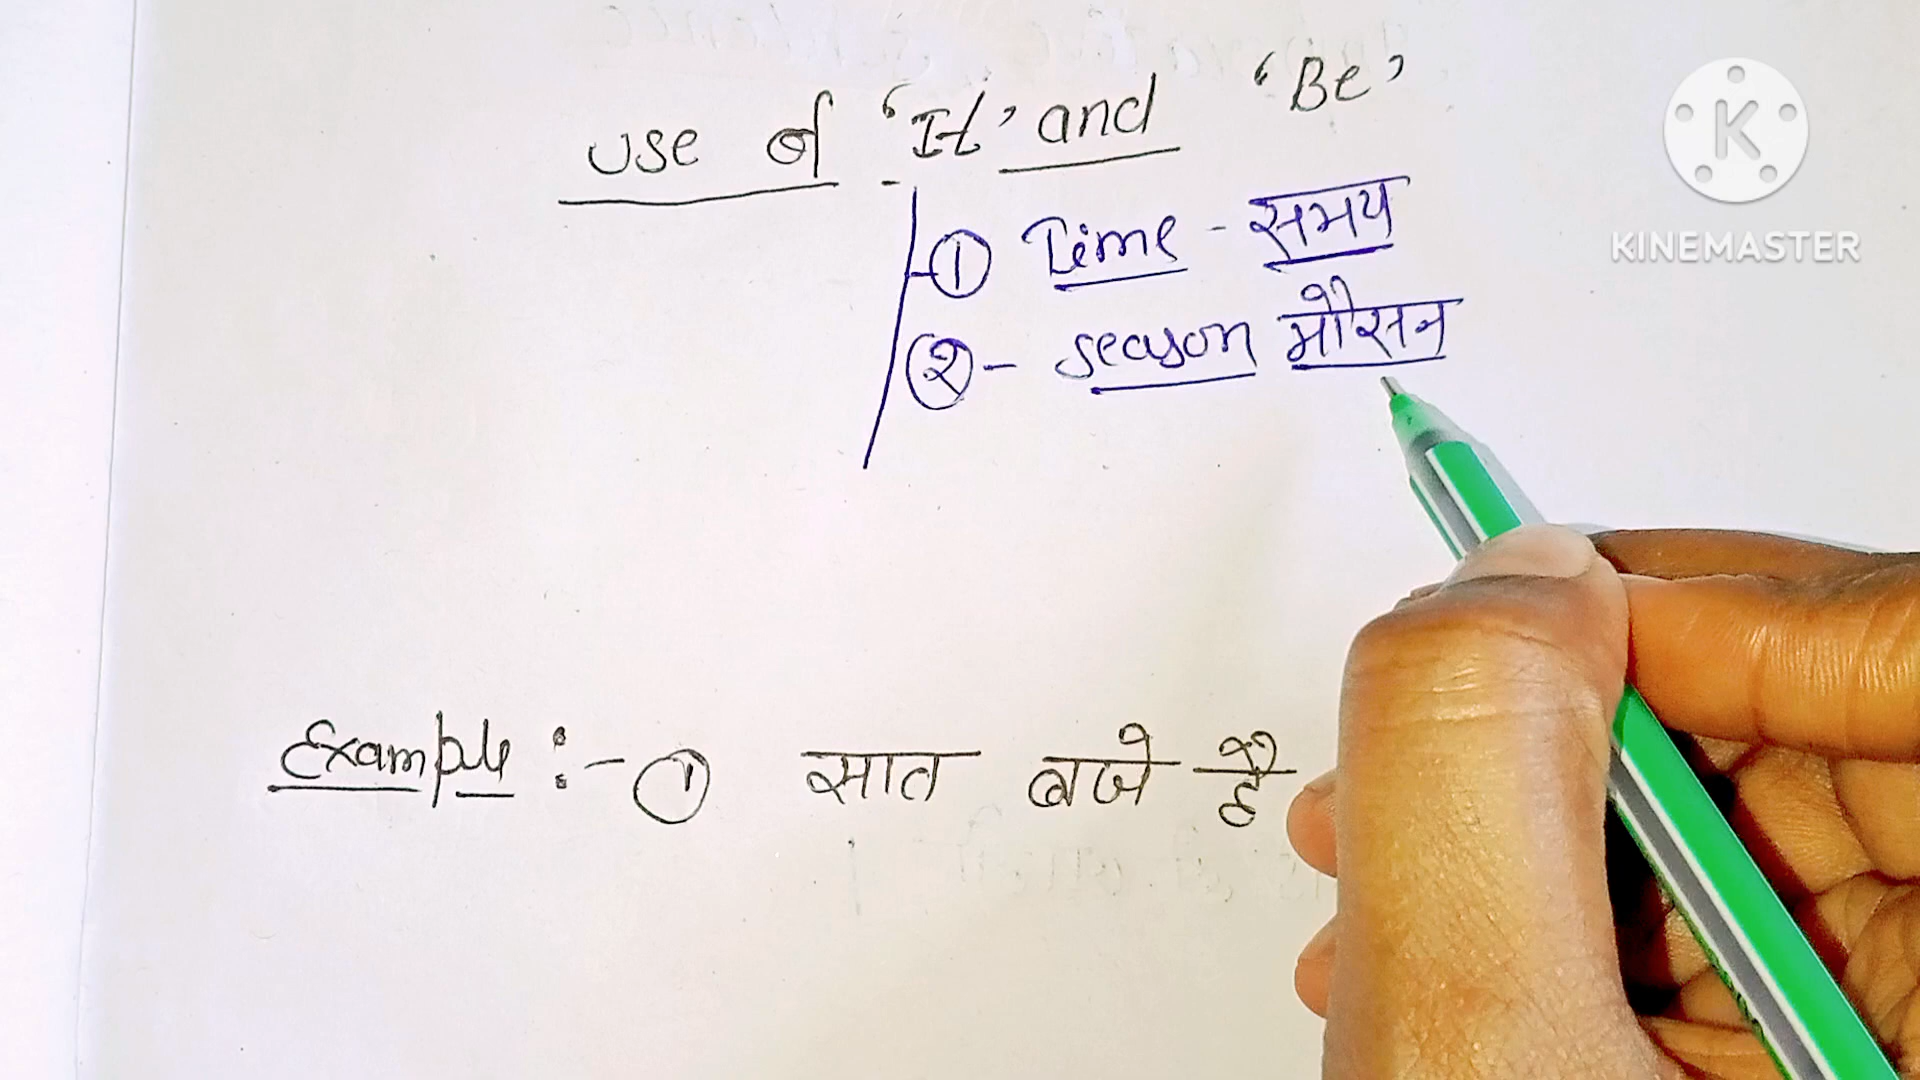 Use of 'It' and 'Be'
① Time - समय
②- season मौसम
Example :- ① सात बजे है
KINEMASTER